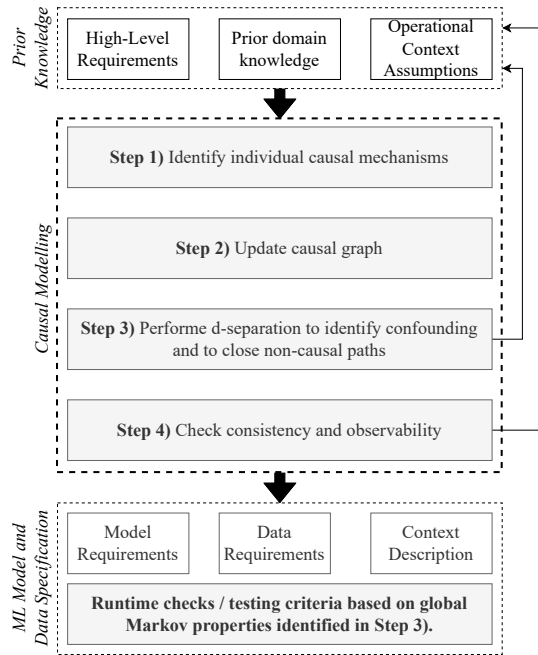 Prior
Knowledge
High-Level
Requirements
Prior domain
knowledge
Operational
Context
Assumptions
Causal Modelling
Step 1) Identify individual causal mechanisms
Step 2) Update causal graph
Step 3) Performe d-separation to identify confounding
and to close non-causal paths
Step 4) Check consistency and observability
ML Model and
Data Specification
Model
Requirements
Data
Requirements
Context
Description
Runtime checks / testing criteria based on global
Markov properties identified in Step 3).